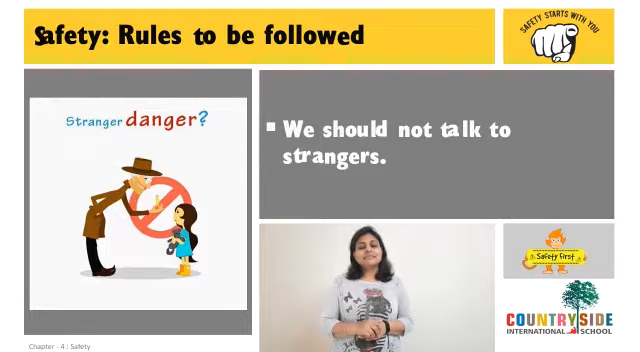 Safety: Rules to be followed
SAFETY STARTS WITH YOU
Stranger danger?
▪ We should not talk to
strangers.
Safety First
COUNTRYSIDE
INTERNATIONAL SCHOOL
Chapter - 4 : Safety